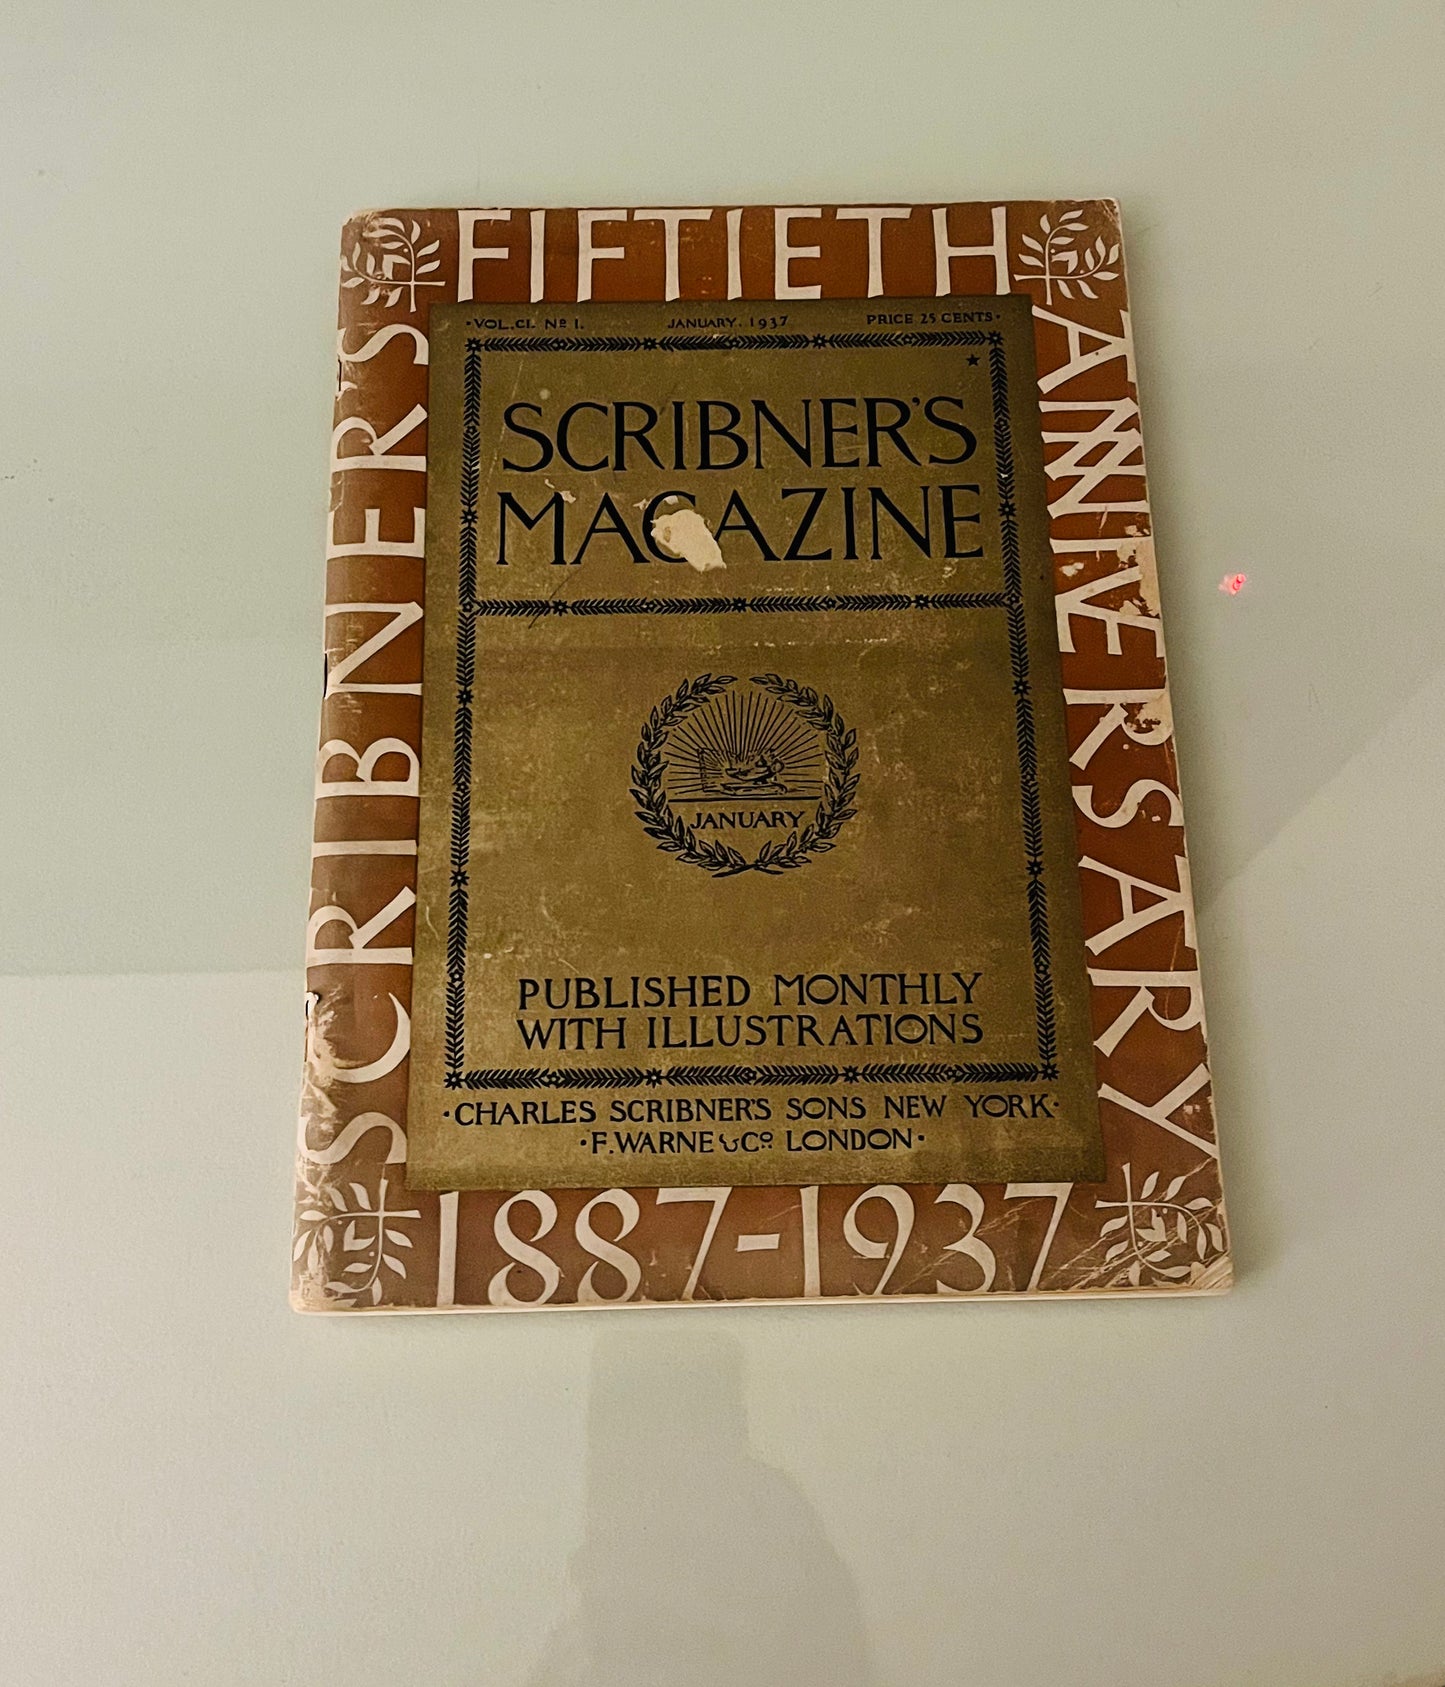 FIFTIETH
SCRIBNER'S
ANNIVERSARY
·VOL. CI. Nº 1. JANUARY, 1937 PRICE 25 CENTS·
SCRIBNER'S
MAGAZINE
JANUARY
PUBLISHED MONTHLY
WITH ILLUSTRATIONS
·CHARLES SCRIBNER'S SONS NEW YORK·
·F. WARNE & Cº LONDON·
1887-1937